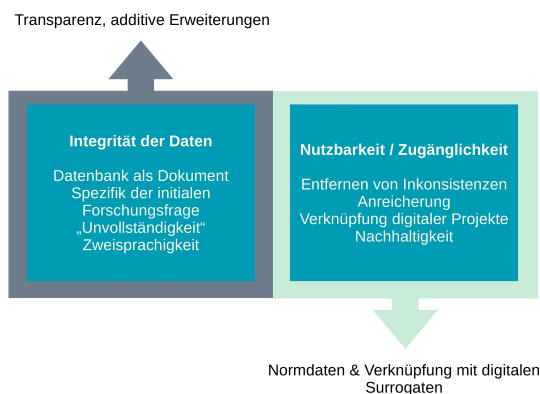 Transparenz, additive Erweiterungen
Integrität der Daten
Datenbank als Dokument
Spezifik der initialen
Forschungsfrage
„Unvollständigkeit“
Zweisprachigkeit
Nutzbarkeit / Zugänglichkeit
Entfernen von Inkonsistenzen
Anreicherung
Verknüpfung digitaler Projekte
Nachhaltigkeit
Normdaten & Verknüpfung mit digitalen
Surrogaten